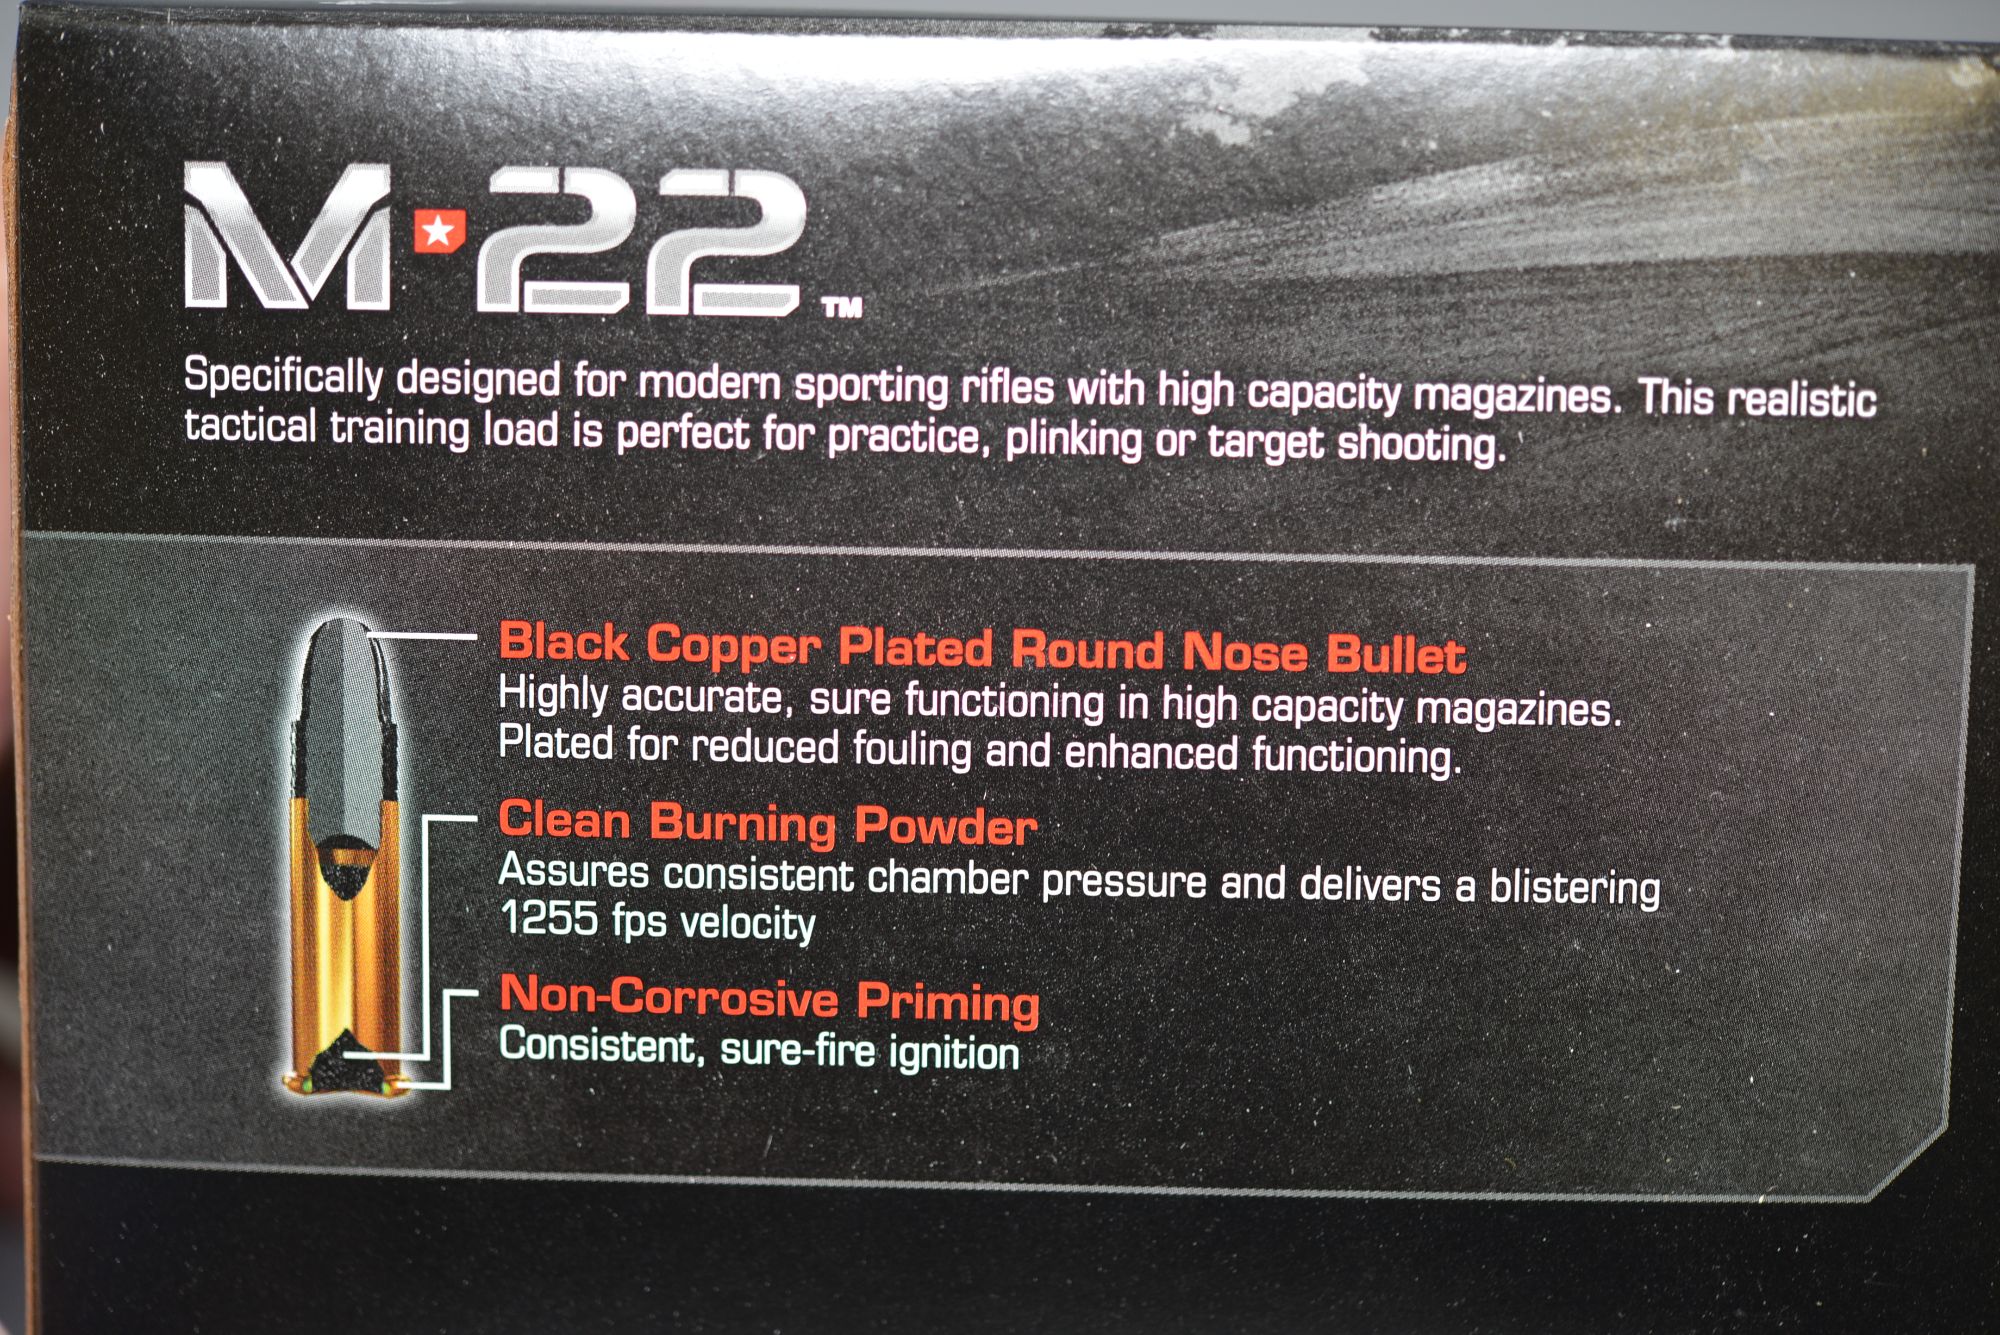 M★22™
Specifically designed for modern sporting rifles with high capacity magazines. This realistic
tactical training load is perfect for practice, plinking or target shooting.
Black Copper Plated Round Nose Bullet
Highly accurate, sure functioning in high capacity magazines.
Plated for reduced fouling and enhanced functioning.
Clean Burning Powder
Assures consistent chamber pressure and delivers a blistering
1255 fps velocity
Non-Corrosive Priming
Consistent, sure-fire ignition